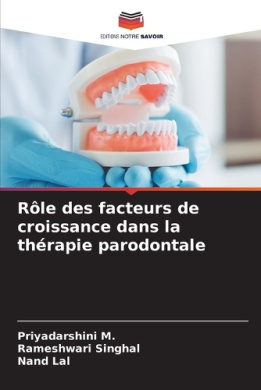 EDITIONS NOTRE SAVOIR
Rôle des facteurs de
croissance dans la
thérapie parodontale
Priyadarshini M.
Rameshwari Singhal
Nand Lal